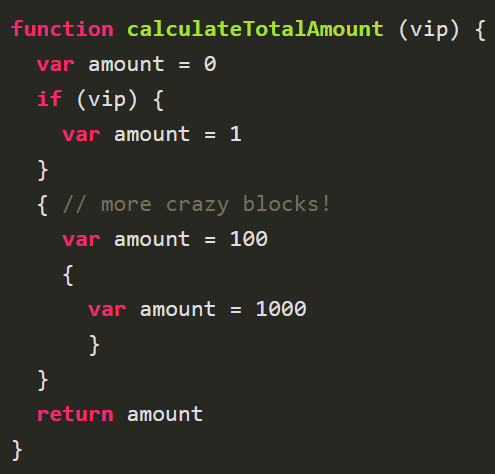 function calculateTotalAmount (vip) {
  var amount = 0
  if (vip) {
    var amount = 1
  }
  { // more crazy blocks!
    var amount = 100
    {
      var amount = 1000
      }
  }
  return amount
}